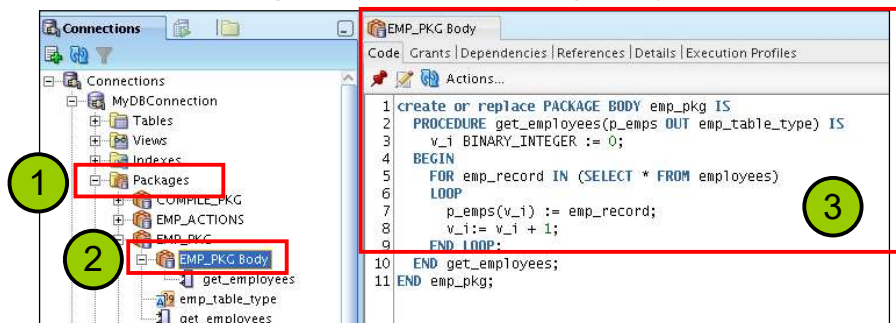 Connections
Connections
MyDBConnection
Tables
Views
Indexes
Packages
COMPILE_PKG
EMP_ACTIONS
EMP_PKG
EMP_PKG Body
get_employees
emp_table_type
get_employees
1
2
EMP_PKG Body
Code Grants Dependencies References Details Execution Profiles
Actions...
1 create or replace PACKAGE BODY emp_pkg IS
2 PROCEDURE get_employees(p_emps OUT emp_table_type) IS
3 v_i BINARY_INTEGER := 0;
4 BEGIN
5 FOR emp_record IN (SELECT * FROM employees)
6 LOOP
7 p_emps(v_i) := emp_record;
8 v_i:= v_i + 1;
9 END LOOP;
10 END get_employees;
11 END emp_pkg;
3